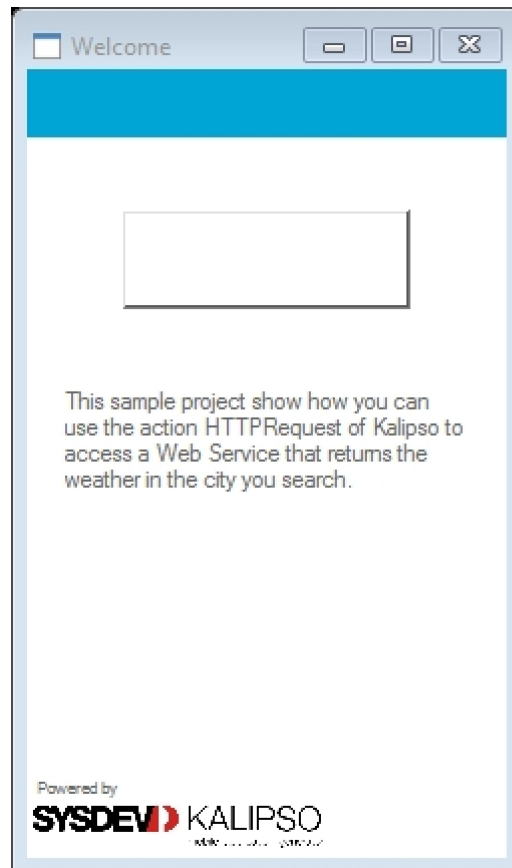 Welcome
This sample project show how you can
use the action HTTPRequest of Kalipso to
access a Web Service that returns the
weather in the city you search.
Powered by
SYSDEV KALIPSO